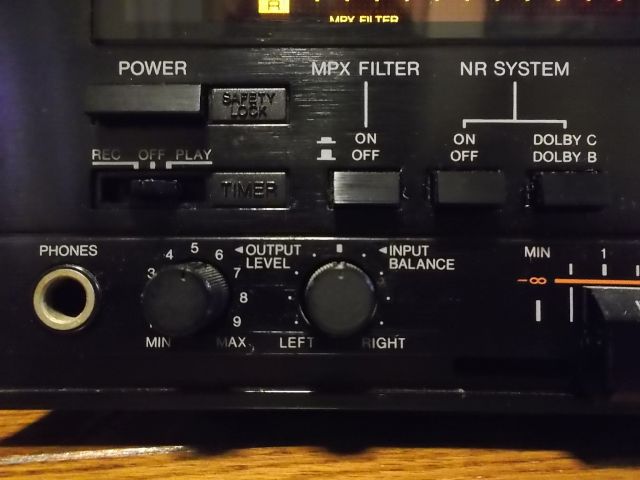 MPX FILTER
POWER
MPX FILTER
NR SYSTEM
SAFETY
LOCK
ON
OFF
ON
OFF
DOLBY C
DOLBY B
REC OFF PLAY
TIMER
PHONES
3 4 5 6 7 8 9
MIN MAX
OUTPUT
LEVEL
INPUT
BALANCE
LEFT RIGHT
MIN 1
-∞